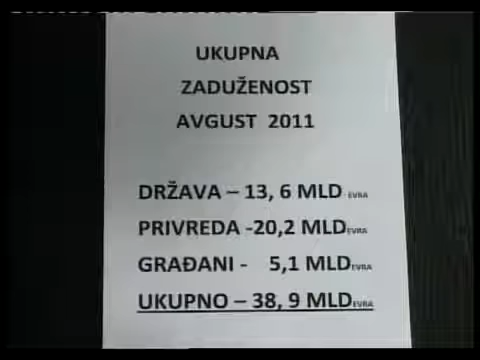 UKUPNA
ZADUŽENOST
AVGUST 2011
DRŽAVA – 13, 6 MLD EVRA
PRIVREDA -20,2 MLD EVRA
GRAĐANI - 5,1 MLD EVRA
UKUPNO – 38, 9 MLD EVRA